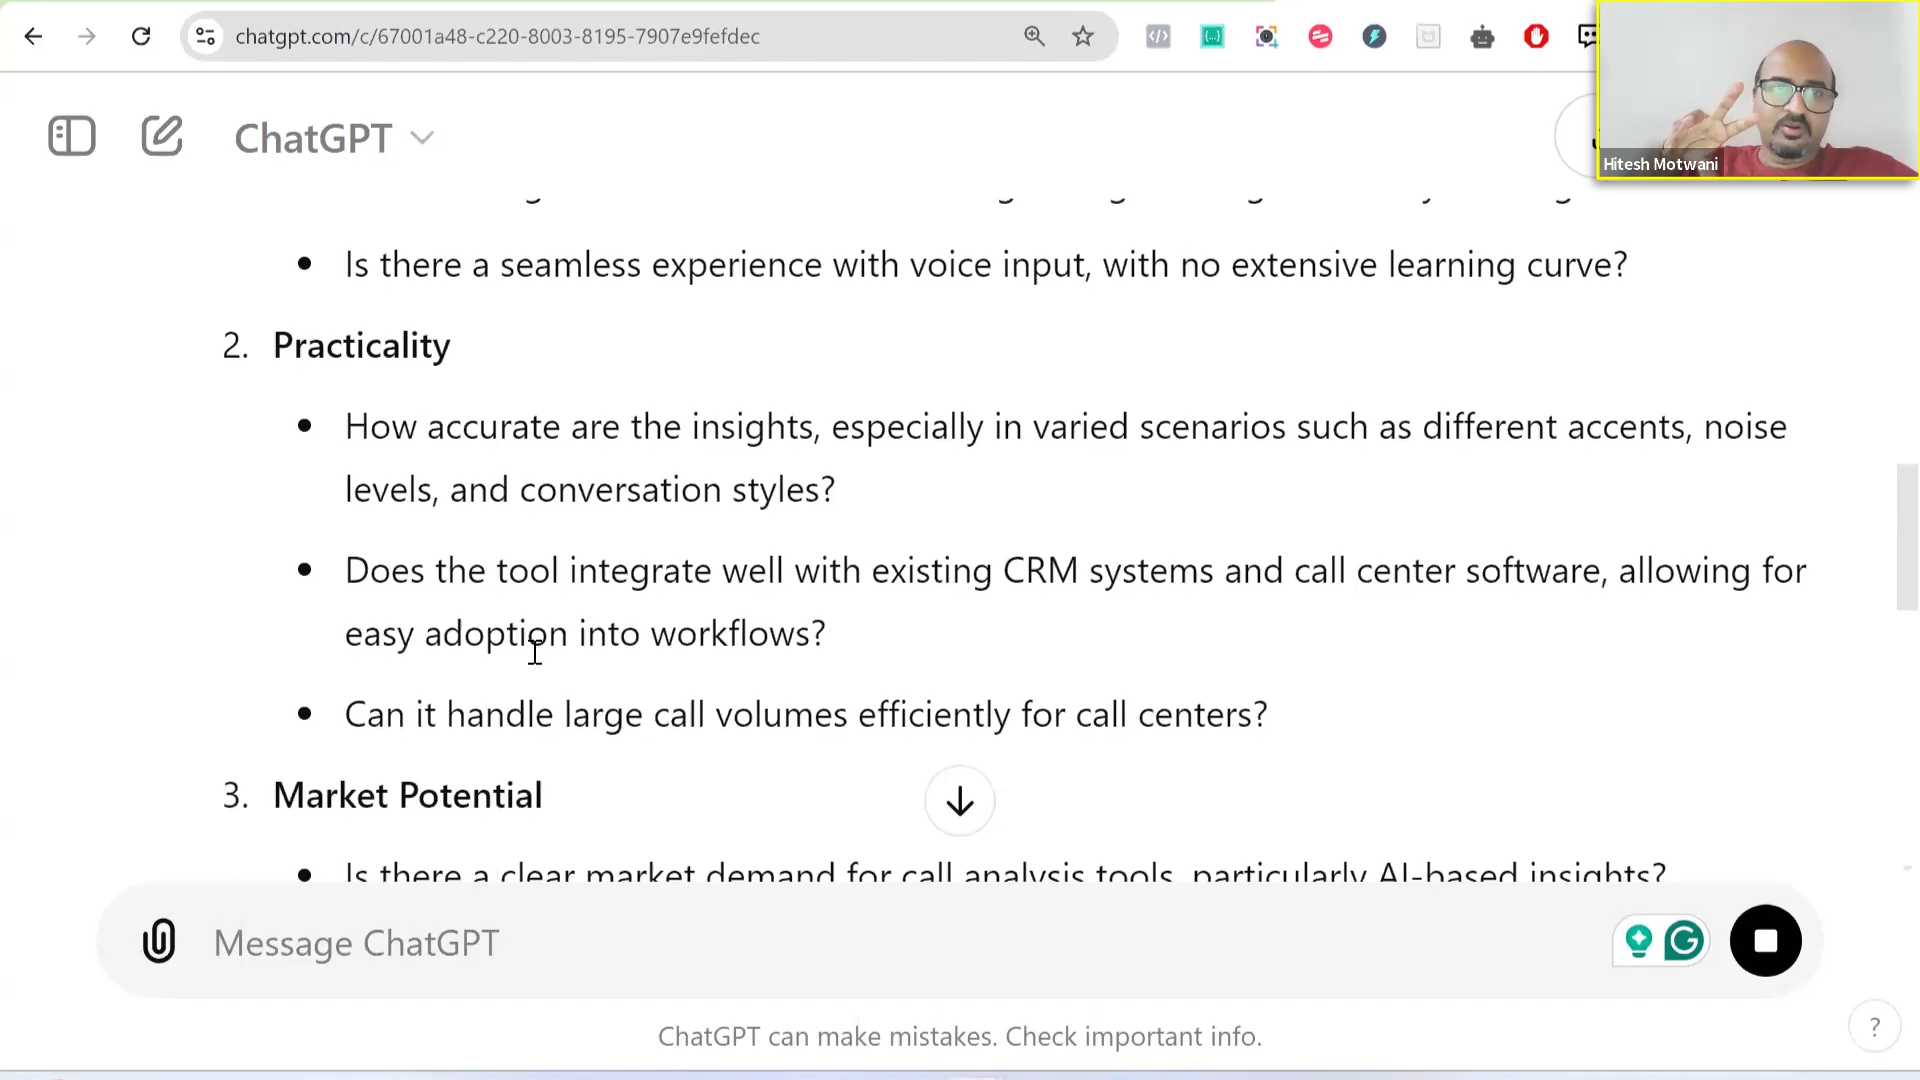 chatgpt.com/c/67001a48-c220-8003-8195-7907e9fefdec
Hitesh Motwani
ChatGPT
• Is there a seamless experience with voice input, with no extensive learning curve?
2. Practicality
• How accurate are the insights, especially in varied scenarios such as different accents, noise
levels, and conversation styles?
• Does the tool integrate well with existing CRM systems and call center software, allowing for
easy adoption into workflows?
• Can it handle large call volumes efficiently for call centers?
3. Market Potential
• Is there a clear market demand for call analysis tools, particularly AI-based insights?
Message ChatGPT
ChatGPT can make mistakes. Check important info.
?